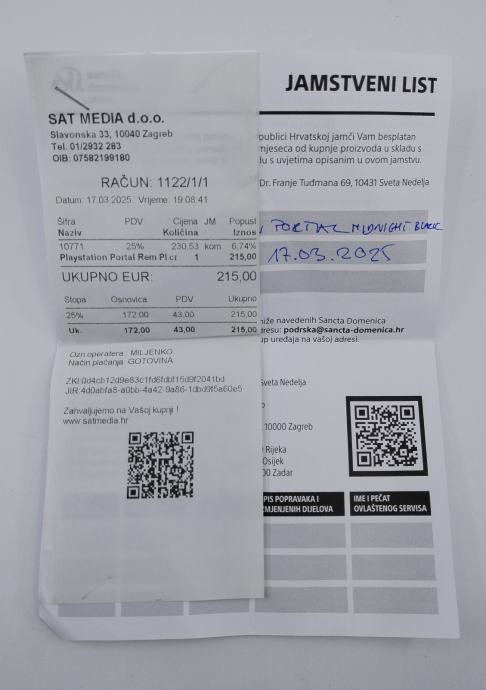 JAMSTVENI LIST
SAT MEDIA d.o.o.
Slavonska 33, 10040 Zagreb
Tel. 01/2932 283
OIB: 07582199180
RAČUN: 1122/1/1
Datum: 17.03.2025. Vrijeme: 19:08:41
Šifra PDV Cijena JM Popust
Naziv Količina Iznos
10771 25% 230,53 kom 6,74%
Playstation Portal Rem Pl cr 1 215,00
UKUPNO EUR: 215,00
Stopa Osnovica PDV Ukupno
25% 172,00 43,00 215,00
Uk. 172,00 43,00 215,00
Ozn.operatera MILJENKO
Način plaćanja GOTOVINA
ZKI:0d4cb12d9e83c1fd6fdbf15d9f2041bd
JIR:4d0abfa8-a0bb-4a42-9a86-1dbd9f5a60e5
Zahvaljujemo na Vašoj kupnji !
www.satmedia.hr
publici Hrvatskoj jamči Vam besplatan
mjeseca od kupnje proizvoda u skladu s
u s uvjetima opisanim u ovom jamstvu.
Dr. Franje Tuđmana 69, 10431 Sveta Nedelja
PORTAL MIDNIGHT BLACK
17.03.2025
iže navedenih Sancta Domenica
resu: podrska@sancta-domenica.hr
up uređaja na vašoj adresi.
Sveta Nedelja
10000 Zagreb
Rijeka
Osijek
00 Zadar
PIS POPRAVAKA I
MJENJENIH DIJELOVA
IME I PEČAT
OVLAŠTENOG SERVISA